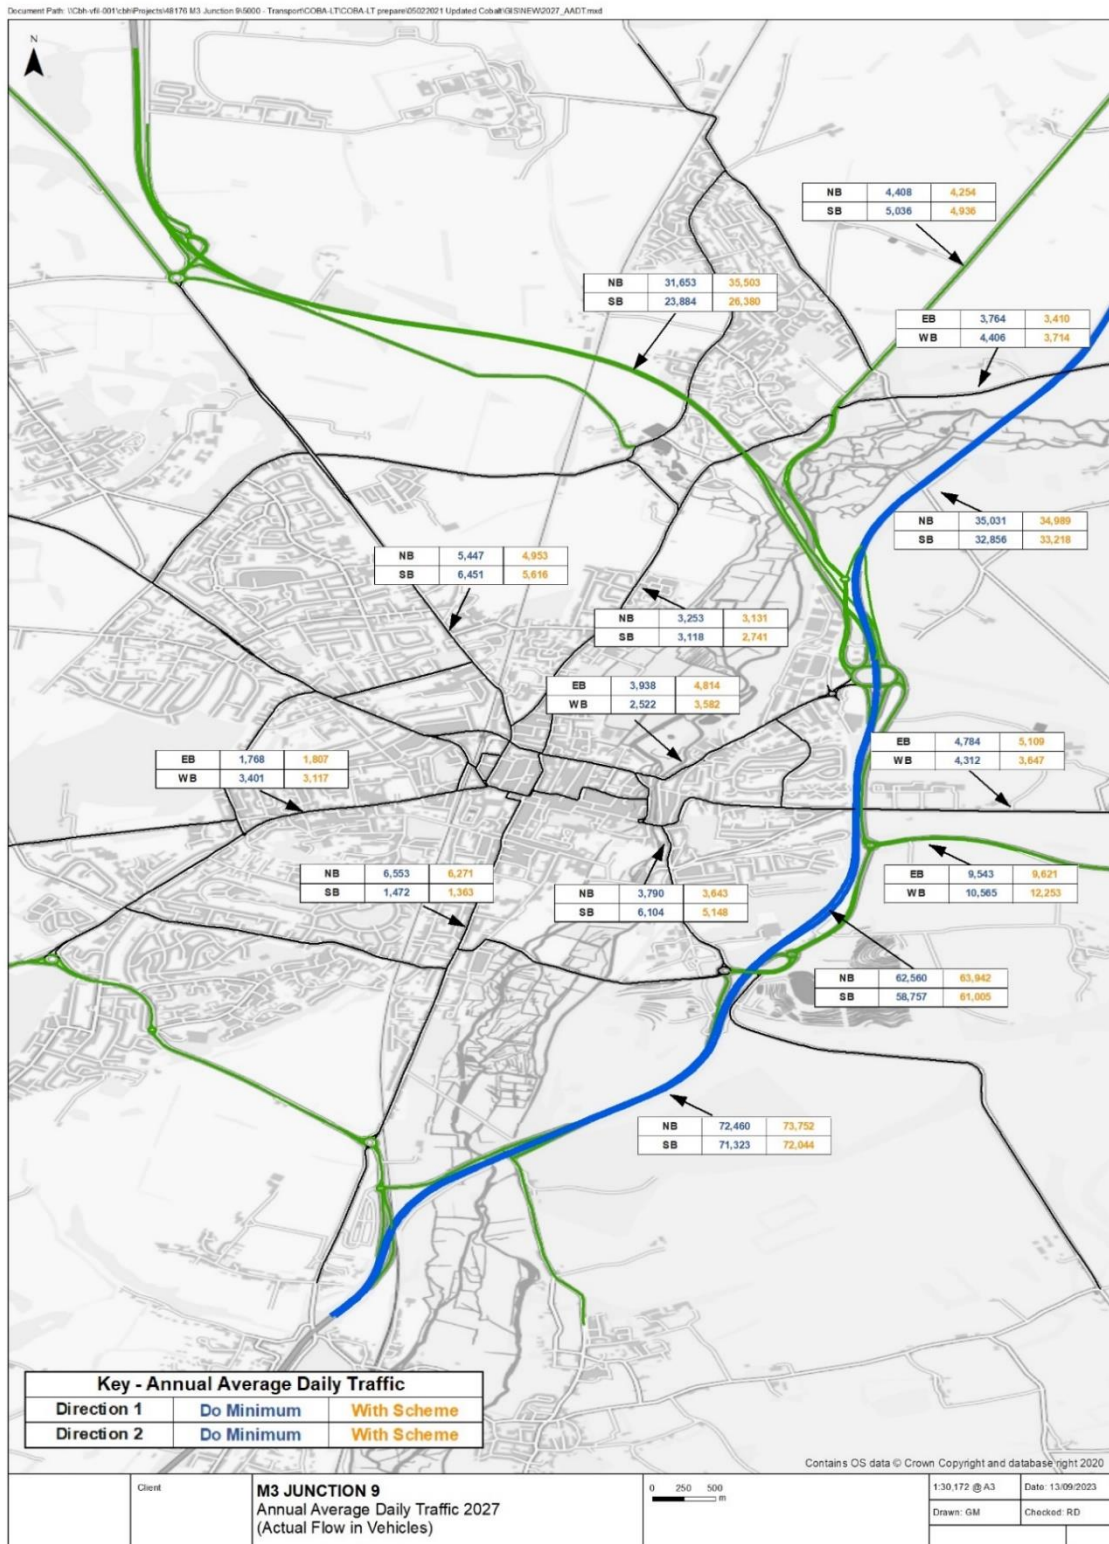 Document Path: \\Cbh-vfil-001\cbh\Projects\48176 M3 Junction 9\5000 - Transport\COBA-LT\COBA-LT prepare\05022021 Updated Cobalt\GIS\NEW\2027_AADT.mxd
N
NB 4,408 4,254
SB 5,036 4,936
NB 31,653 35,503
SB 23,884 26,380
EB 3,764 3,410
WB 4,406 3,714
NB 35,031 34,989
SB 32,856 33,218
NB 5,447 4,953
SB 6,451 5,616
NB 3,253 3,131
SB 3,118 2,741
EB 3,938 4,814
WB 2,522 3,582
EB 4,784 5,109
WB 4,312 3,647
EB 1,768 1,807
WB 3,401 3,117
NB 6,553 6,271
SB 1,472 1,363
NB 3,790 3,643
SB 6,104 5,148
EB 9,543 9,621
WB 10,565 12,253
NB 62,560 63,942
SB 58,757 61,005
NB 72,460 73,752
SB 71,323 72,044
Key - Annual Average Daily Traffic
Direction 1 Do Minimum With Scheme
Direction 2 Do Minimum With Scheme
Contains OS data © Crown Copyright and database right 2020
Client
M3 JUNCTION 9
Annual Average Daily Traffic 2027
(Actual Flow in Vehicles)
0 250 500
m
1:30,172 @ A3 Date: 13/09/2023
Drawn: GM Checked: RD